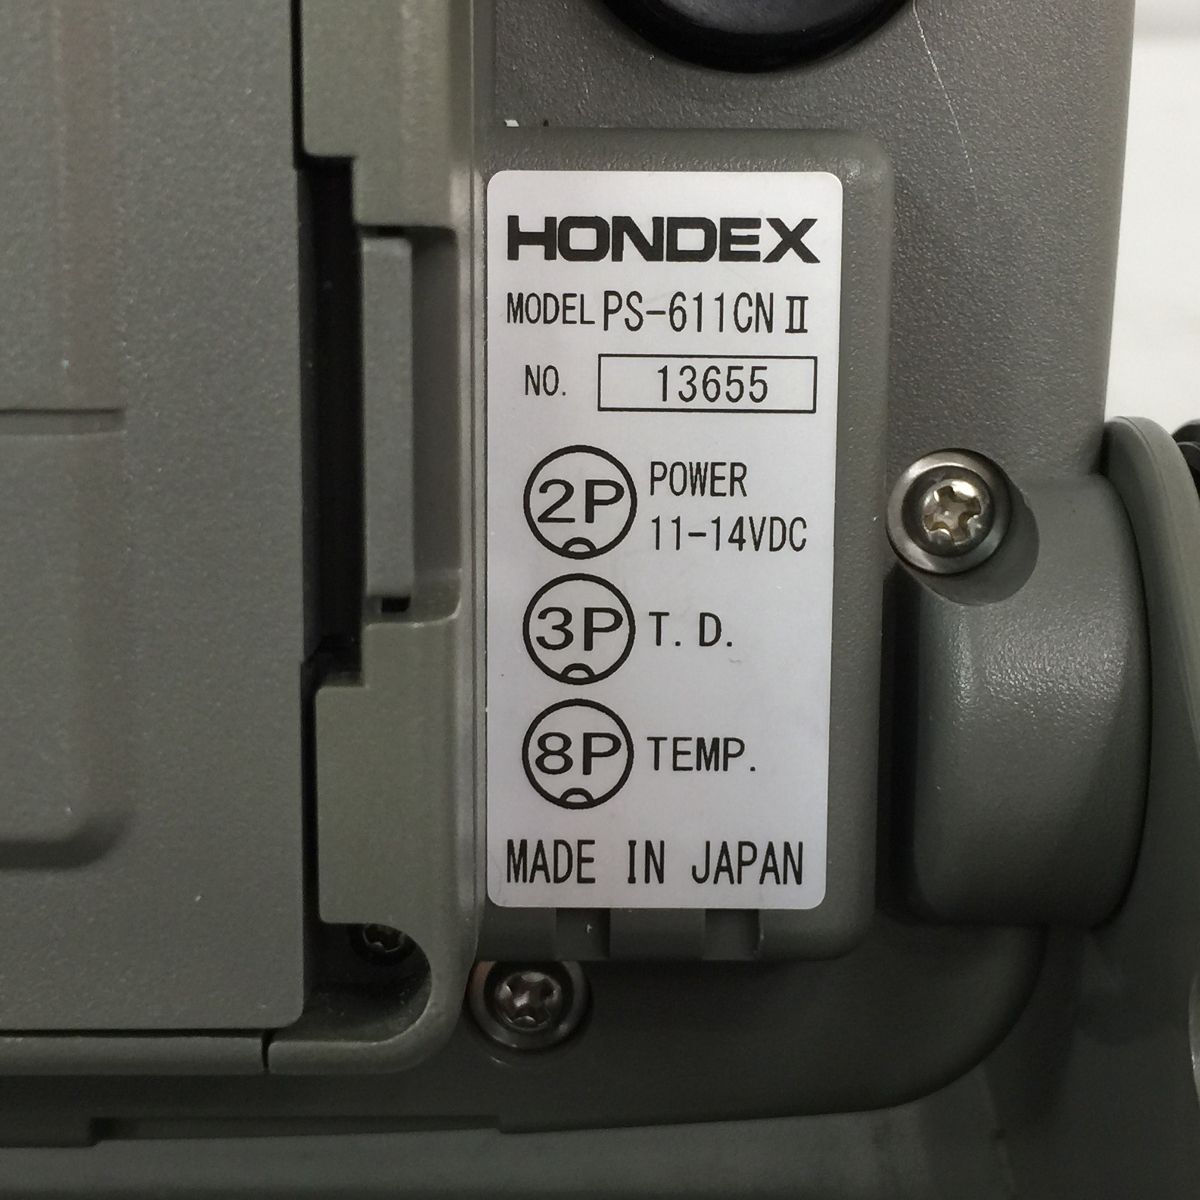 HONDEX
MODEL PS-611CN II
NO. 13655
2P POWER
11-14VDC
3P T.D.
8P TEMP.
MADE IN JAPAN